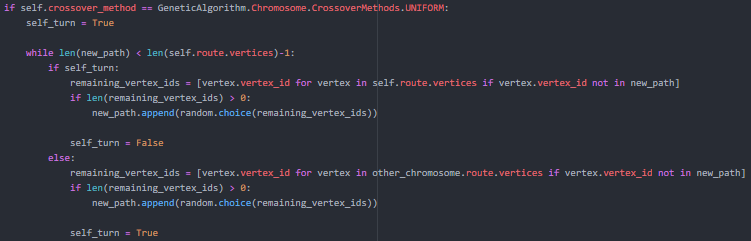 if self.crossover_method == GeneticAlgorithm.Chromosome.CrossoverMethods.UNIFORM:
    self_turn = True

    while len(new_path) < len(self.route.vertices)-1:
        if self_turn:
            remaining_vertex_ids = [vertex.vertex_id for vertex in self.route.vertices if vertex.vertex_id not in new_path]
            if len(remaining_vertex_ids) > 0:
                new_path.append(random.choice(remaining_vertex_ids))

            self_turn = False
        else:
            remaining_vertex_ids = [vertex.vertex_id for vertex in other_chromosome.route.vertices if vertex.vertex_id not in new_path]
            if len(remaining_vertex_ids) > 0:
                new_path.append(random.choice(remaining_vertex_ids))

            self_turn = True